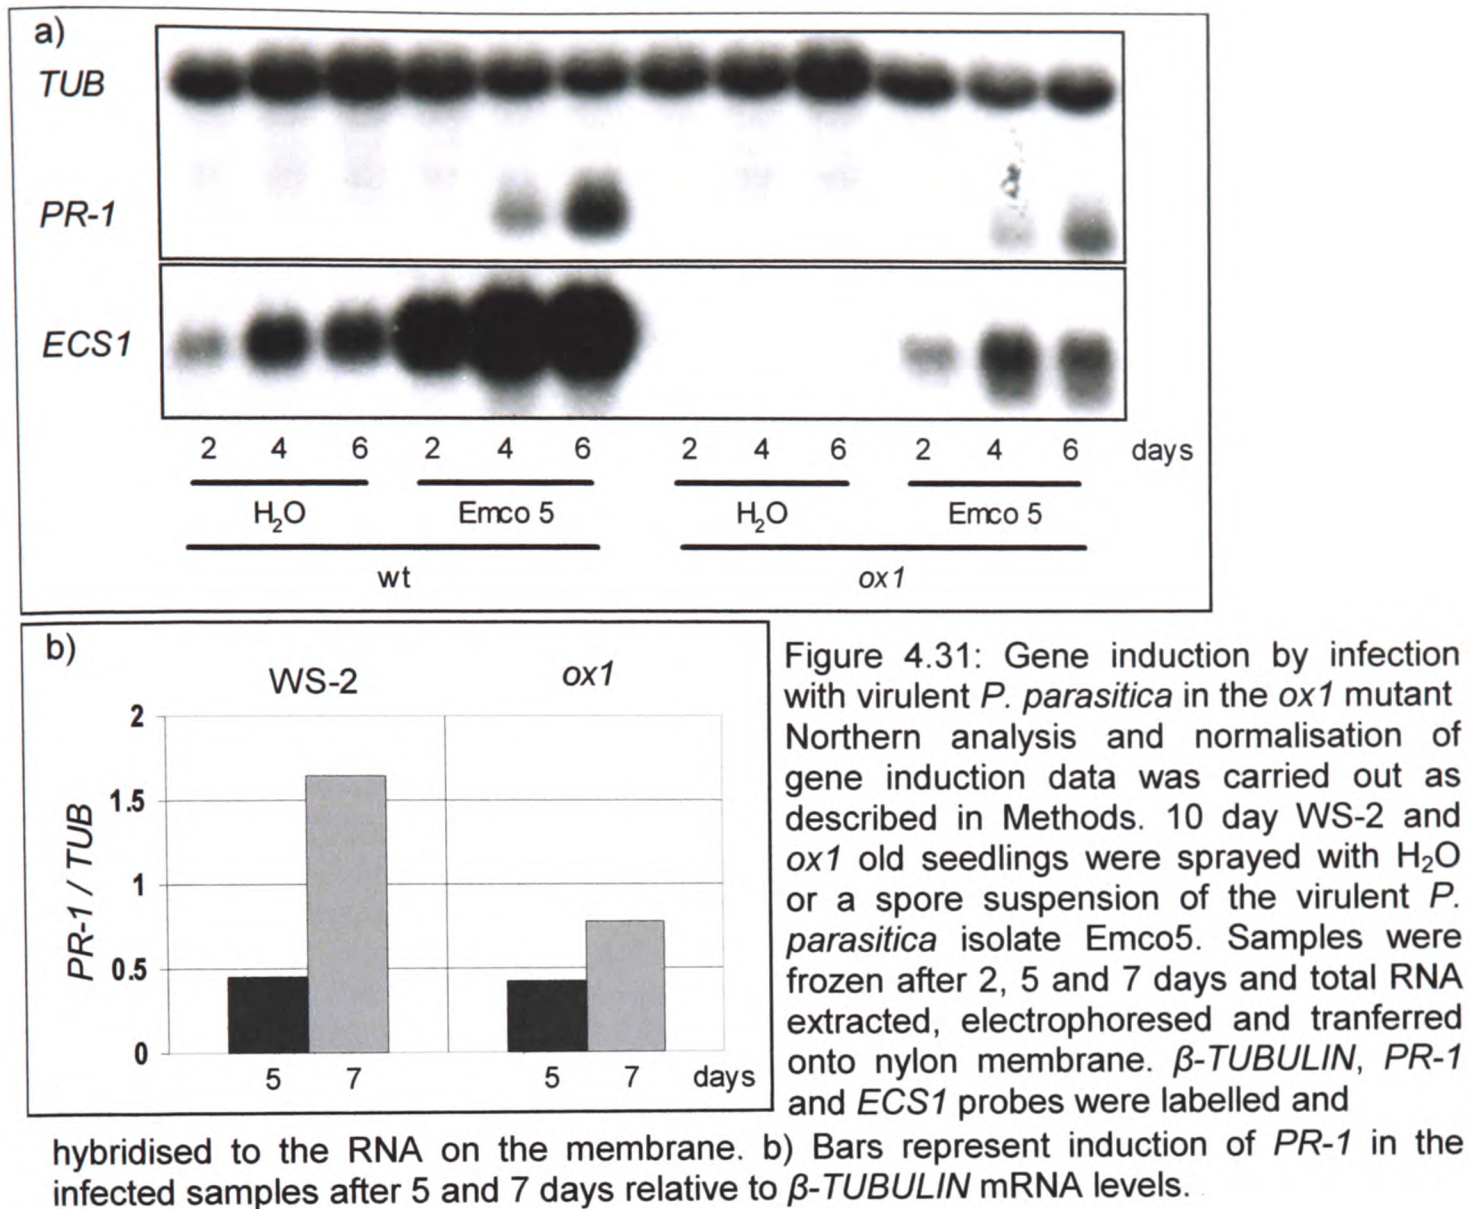 a)
TUB
PR-1
ECS1
2 4 6 2 4 6 2 4 6 2 4 6 days
H₂O Emco 5 H₂O Emco 5
wt ox1
b)
WS-2 ox1
2
1.5
1
0.5
0
PR-1 / TUB
5 7 5 7 days
Figure 4.31: Gene induction by infection
with virulent P. parasitica in the ox1 mutant
Northern analysis and normalisation of
gene induction data was carried out as
described in Methods. 10 day WS-2 and
ox1 old seedlings were sprayed with H₂O
or a spore suspension of the virulent P.
parasitica isolate Emco5. Samples were
frozen after 2, 5 and 7 days and total RNA
extracted, electrophoresed and tranferred
onto nylon membrane. β-TUBULIN, PR-1
and ECS1 probes were labelled and
hybridised to the RNA on the membrane. b) Bars represent induction of PR-1 in the
infected samples after 5 and 7 days relative to β-TUBULIN mRNA levels.